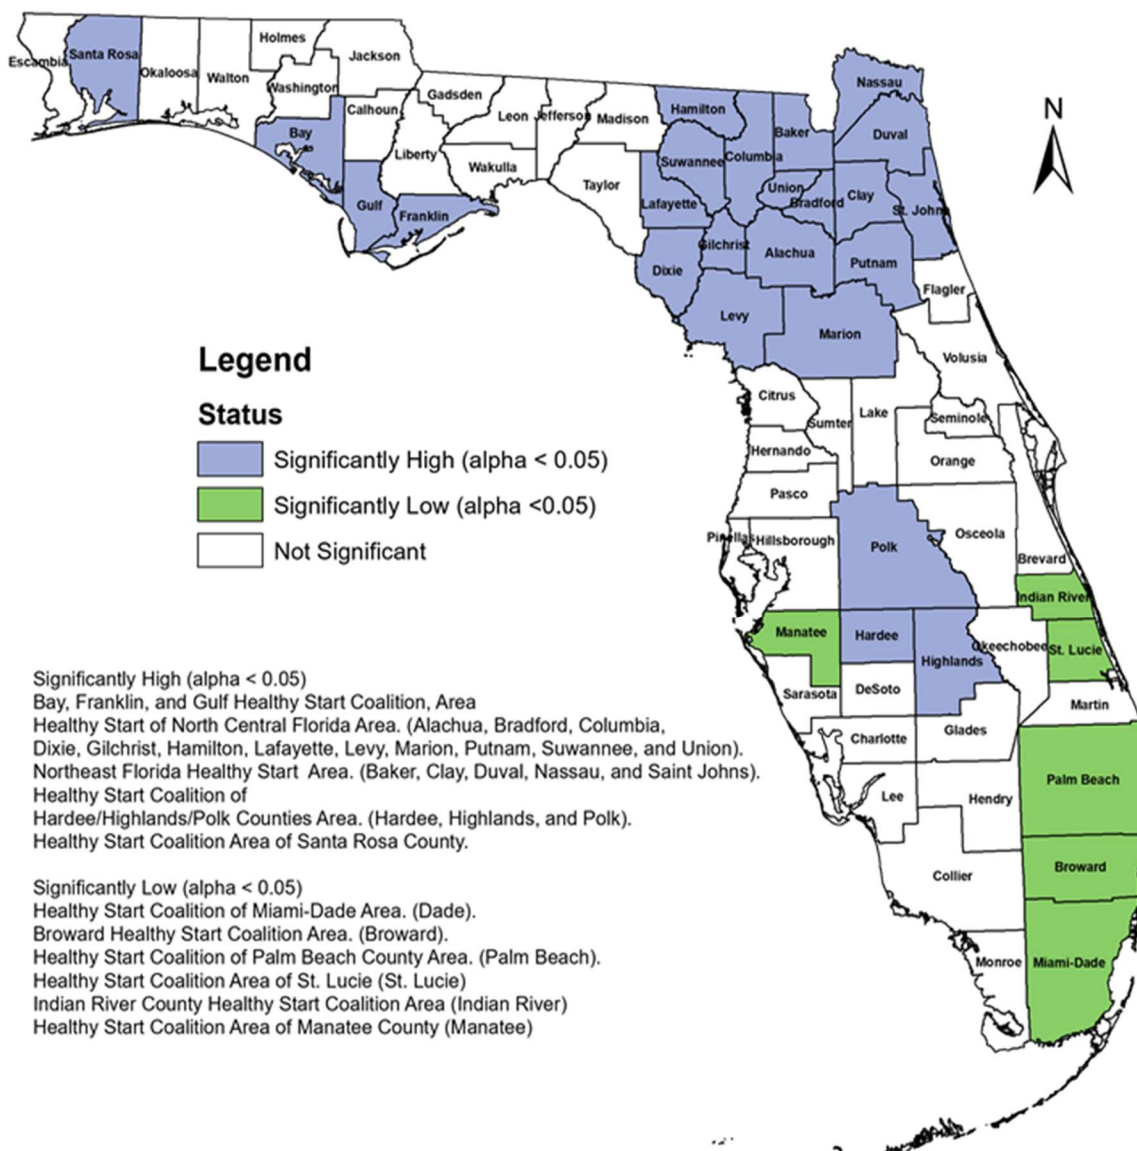 Escambia
Santa Rosa
Okaloosa
Walton
Holmes
Washington
Jackson
Bay
Calhoun
Gulf
Liberty
Gadsden
Franklin
Leon
Wakulla
Jefferson
Madison
Taylor
Hamilton
Suwannee
Lafayette
Columbia
Baker
Nassau
Duval
Union
Bradford
Clay
St. Johns
Gilchrist
Alachua
Putnam
Dixie
Levy
Marion
Flagler
Volusia
Citrus
Sumter
Lake
Seminole
Hernando
Orange
Pasco
Pinellas
Hillsborough
Polk
Osceola
Brevard
Indian River
Manatee
Hardee
Highlands
Okeechobee
St. Lucie
Sarasota
DeSoto
Martin
Charlotte
Glades
Lee
Hendry
Palm Beach
Collier
Broward
Monroe
Miami-Dade
N
Legend
Status
Significantly High (alpha < 0.05)
Significantly Low (alpha <0.05)
Not Significant
Significantly High (alpha < 0.05)
Bay, Franklin, and Gulf Healthy Start Coalition, Area
Healthy Start of North Central Florida Area. (Alachua, Bradford, Columbia,
Dixie, Gilchrist, Hamilton, Lafayette, Levy, Marion, Putnam, Suwannee, and Union).
Northeast Florida Healthy Start Area. (Baker, Clay, Duval, Nassau, and Saint Johns).
Healthy Start Coalition of
Hardee/Highlands/Polk Counties Area. (Hardee, Highlands, and Polk).
Healthy Start Coalition Area of Santa Rosa County.
Significantly Low (alpha < 0.05)
Healthy Start Coalition of Miami-Dade Area. (Dade).
Broward Healthy Start Coalition Area. (Broward).
Healthy Start Coalition of Palm Beach County Area. (Palm Beach).
Healthy Start Coalition Area of St. Lucie (St. Lucie)
Indian River County Healthy Start Coalition Area (Indian River)
Healthy Start Coalition Area of Manatee County (Manatee)